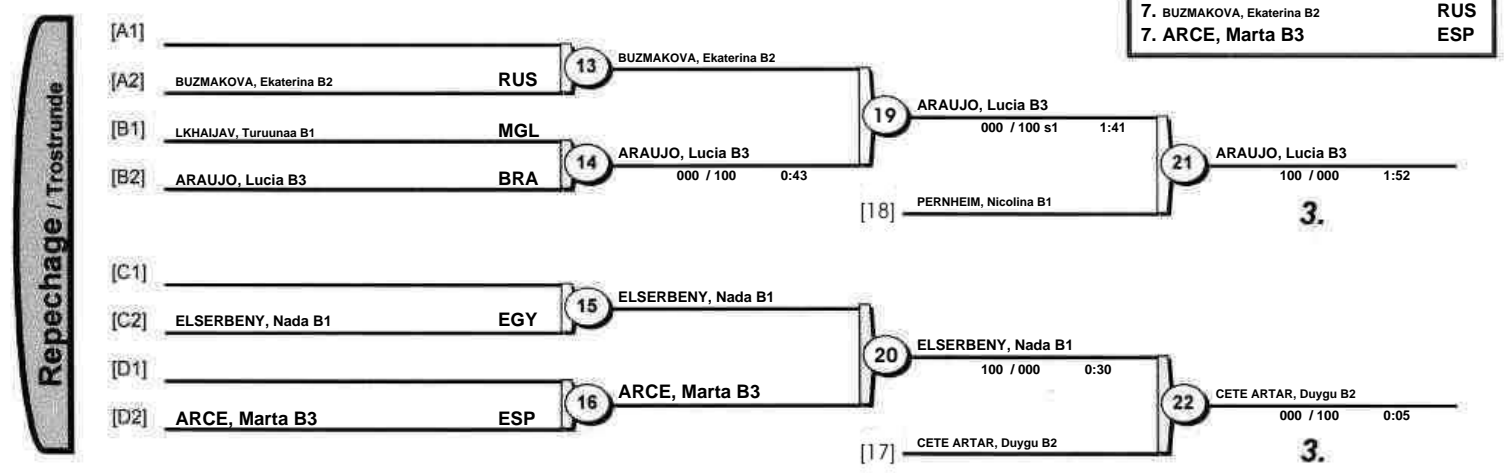 7. BUZMAKOVA, Ekaterina B2 RUS
7. ARCE, Marta B3 ESP
Repechage / Trostrunde
[A1]
13 BUZMAKOVA, Ekaterina B2
[A2] BUZMAKOVA, Ekaterina B2 RUS
19 ARAUJO, Lucia B3
000 / 100 s1 1:41
[B1] LKHAIJAV, Turuunaa B1 MGL
14 ARAUJO, Lucia B3
000 / 100 0:43
21 ARAUJO, Lucia B3
100 / 000 1:52
[B2] ARAUJO, Lucia B3 BRA
[18] PERNHEIM, Nicolina B1
3.
[C1]
15 ELSERBENY, Nada B1
[C2] ELSERBENY, Nada B1 EGY
20 ELSERBENY, Nada B1
100 / 000 0:30
[D1]
16 ARCE, Marta B3
22 CETE ARTAR, Duygu B2
000 / 100 0:05
[D2] ARCE, Marta B3 ESP
[17] CETE ARTAR, Duygu B2
3.